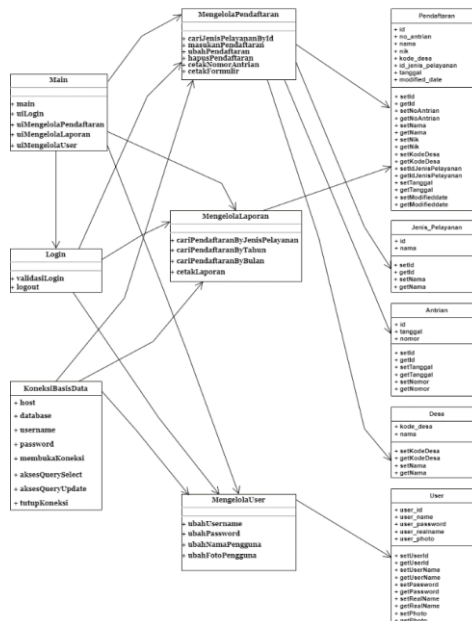 MengelolaPendaftaran
+ cariJenisPelayananById
+ masukanPendaftaran
+ ubahPendaftaran
+ hapusPendaftaran
+ cetakNomorAntrian
+ cetakFormulir
Main
+ main
+ uiLogin
+ uiMengelolaPendaftaran
+ uiMengelolaLaporan
+ uiMengelolaUser
MengelolaLaporan
+ cariPendaftaranByJenisPelayanan
+ cariPendaftaranByTahun
+ cariPendaftaranByBulan
+ cetakLaporan
Login
+ validasiLogin
+ logout
KoneksiBasisData
+ host
+ database
+ username
+ password
+ membukaKoneksi
+ aksesQuerySelect
+ aksesQueryUpdate
+ tutupKoneksi
MengelolaUser
+ ubahUsername
+ ubahPassword
+ ubahNamaPengguna
+ ubahFotoPengguna
Pendaftaran
+ id
+ no_antrian
+ nama
+ nik
+ kode_desa
+ id_jenis_pelayanan
+ tanggal
+ modified_date
+ setId
+ getId
+ setNoAntrian
+ getNoAntrian
+ setNama
+ getNama
+ setNik
+ getNik
+ setKodeDesa
+ getKodeDesa
+ setIdJenisPelayanan
+ getIdJenisPelayanan
+ setTanggal
+ getTanggal
+ setModifieddate
+ getModifieddate
Jenis_Pelayanan
+ id
+ nama
+ setId
+ getId
+ setNama
+ getNama
Antrian
+ id
+ tanggal
+ nomor
+ setId
+ getId
+ setTanggal
+ getTanggal
+ setNomor
+ getNomor
Desa
+ kode_desa
+ nama
+ setKodeDesa
+ getKodeDesa
+ setNama
+ getNama
User
+ user_id
+ user_name
+ user_password
+ user_realname
+ user_photo
+ setUserId
+ getUserId
+ setUserName
+ getUserName
+ setPassword
+ getPassword
+ setRealName
+ getRealName
+ setPhoto
+ getPhoto